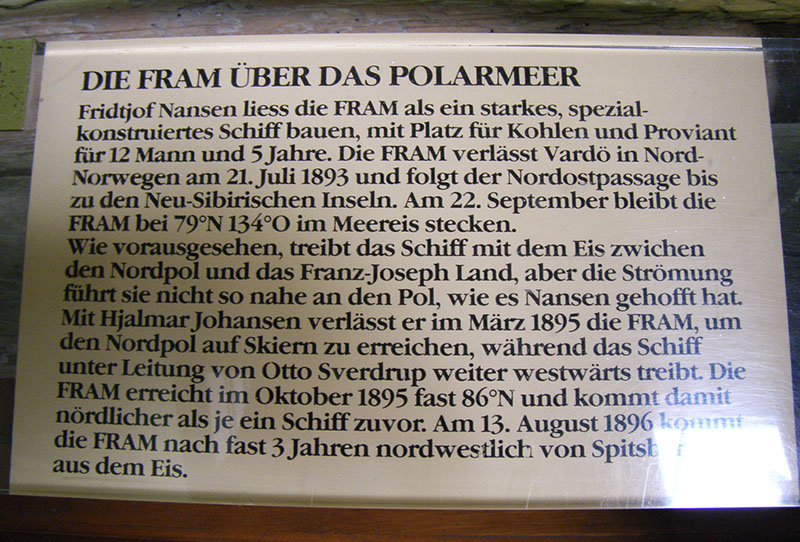 DIE FRAM ÜBER DAS POLARMEER
Fridtjof Nansen liess die FRAM als ein starkes, spezial-
konstruiertes Schiff bauen, mit Platz für Kohlen und Proviant
für 12 Mann und 5 Jahre. Die FRAM verlässt Vardö in Nord-
Norwegen am 21. Juli 1893 und folgt der Nordostpassage bis
zu den Neu-Sibirischen Inseln. Am 22. September bleibt die
FRAM bei 79°N 134°O im Meereis stecken.
Wie vorausgesehen, treibt das Schiff mit dem Eis zwichen
den Nordpol und das Franz-Joseph Land, aber die Strömung
führt sie nicht so nahe an den Pol, wie es Nansen gehofft hat.
Mit Hjalmar Johansen verlässt er im März 1895 die FRAM, um
den Nordpol auf Skiern zu erreichen, während das Schiff
unter Leitung von Otto Sverdrup weiter westwärts treibt. Die
FRAM erreicht im Oktober 1895 fast 86°N und kommt damit
nördlicher als je ein Schiff zuvor. Am 13. August 1896 kommt
die FRAM nach fast 3 Jahren nordwestlich von
aus dem Eis.